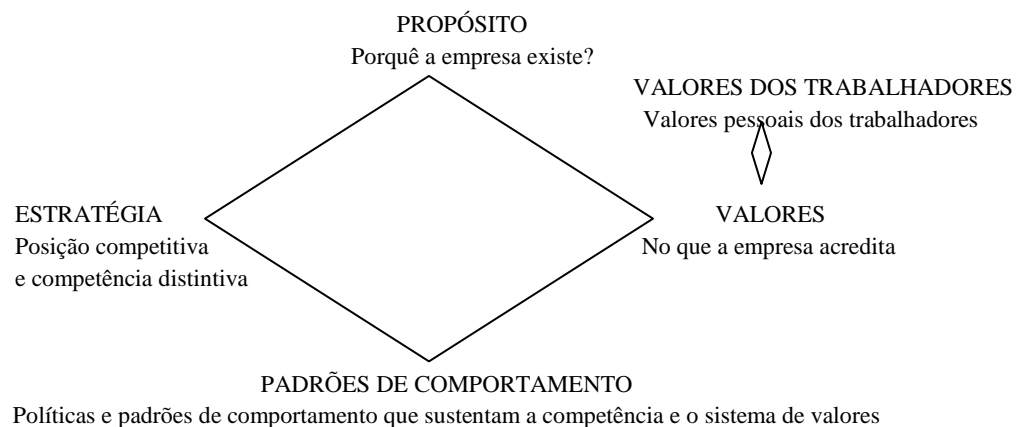 PROPÓSITO
Porquê a empresa existe?
VALORES DOS TRABALHADORES
Valores pessoais dos trabalhadores
ESTRATÉGIA
Posição competitiva
e competência distintiva
VALORES
No que a empresa acredita
PADRÕES DE COMPORTAMENTO
Políticas e padrões de comportamento que sustentam a competência e o sistema de valores